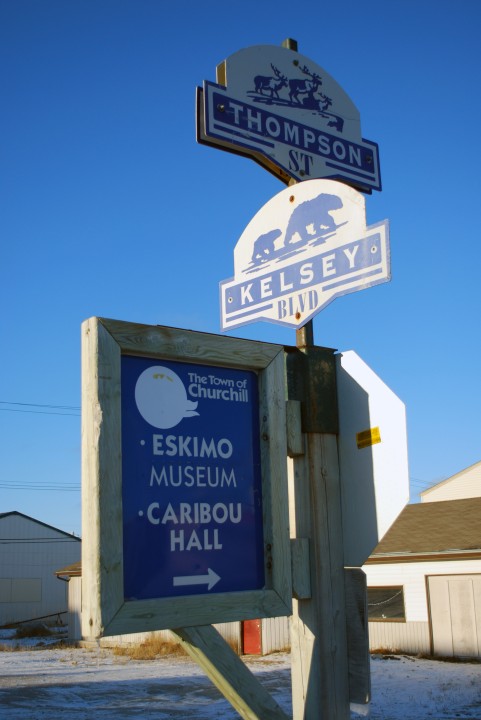 THOMPSON
ST
KELSEY
BLVD
The Town of
Churchill
· ESKIMO
MUSEUM
· CARIBOU
HALL